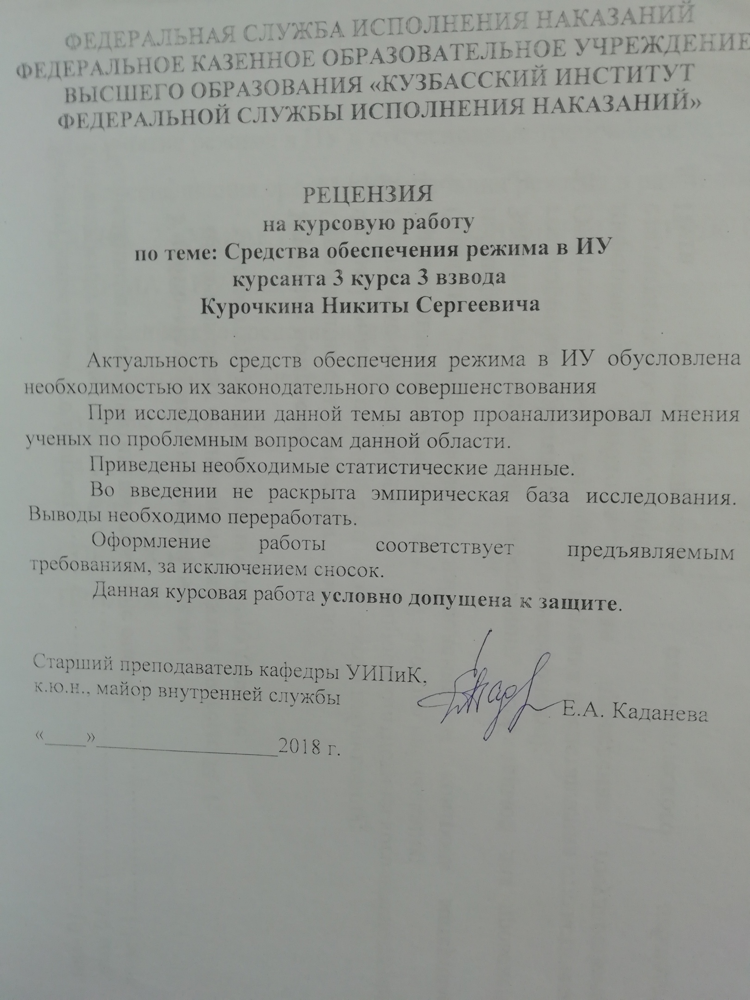 ФЕДЕРАЛЬНАЯ СЛУЖБА ИСПОЛНЕНИЯ НАКАЗАНИЙ
ФЕДЕРАЛЬНОЕ КАЗЕННОЕ ОБРАЗОВАТЕЛЬНОЕ УЧРЕЖДЕНИЕ
ВЫСШЕГО ОБРАЗОВАНИЯ «КУЗБАССКИЙ ИНСТИТУТ
ФЕДЕРАЛЬНОЙ СЛУЖБЫ ИСПОЛНЕНИЯ НАКАЗАНИЙ»
РЕЦЕНЗИЯ
на курсовую работу
по теме: Средства обеспечения режима в ИУ
курсанта 3 курса 3 взвода
Курочкина Никиты Сергеевича
Актуальность средств обеспечения режима в ИУ обусловлена
необходимостью их законодательного совершенствования
При исследовании данной темы автор проанализировал мнения
ученых по проблемным вопросам данной области.
Приведены необходимые статистические данные.
Во введении не раскрыта эмпирическая база исследования.
Выводы необходимо переработать.
Оформление работы соответствует предъявляемым
требованиям, за исключением сносок.
Данная курсовая работа условно допущена к защите.
Старший преподаватель кафедры УИПиК,
к.ю.н., майор внутренней службы
Е.А. Каданева
«____»_________________2018 г.